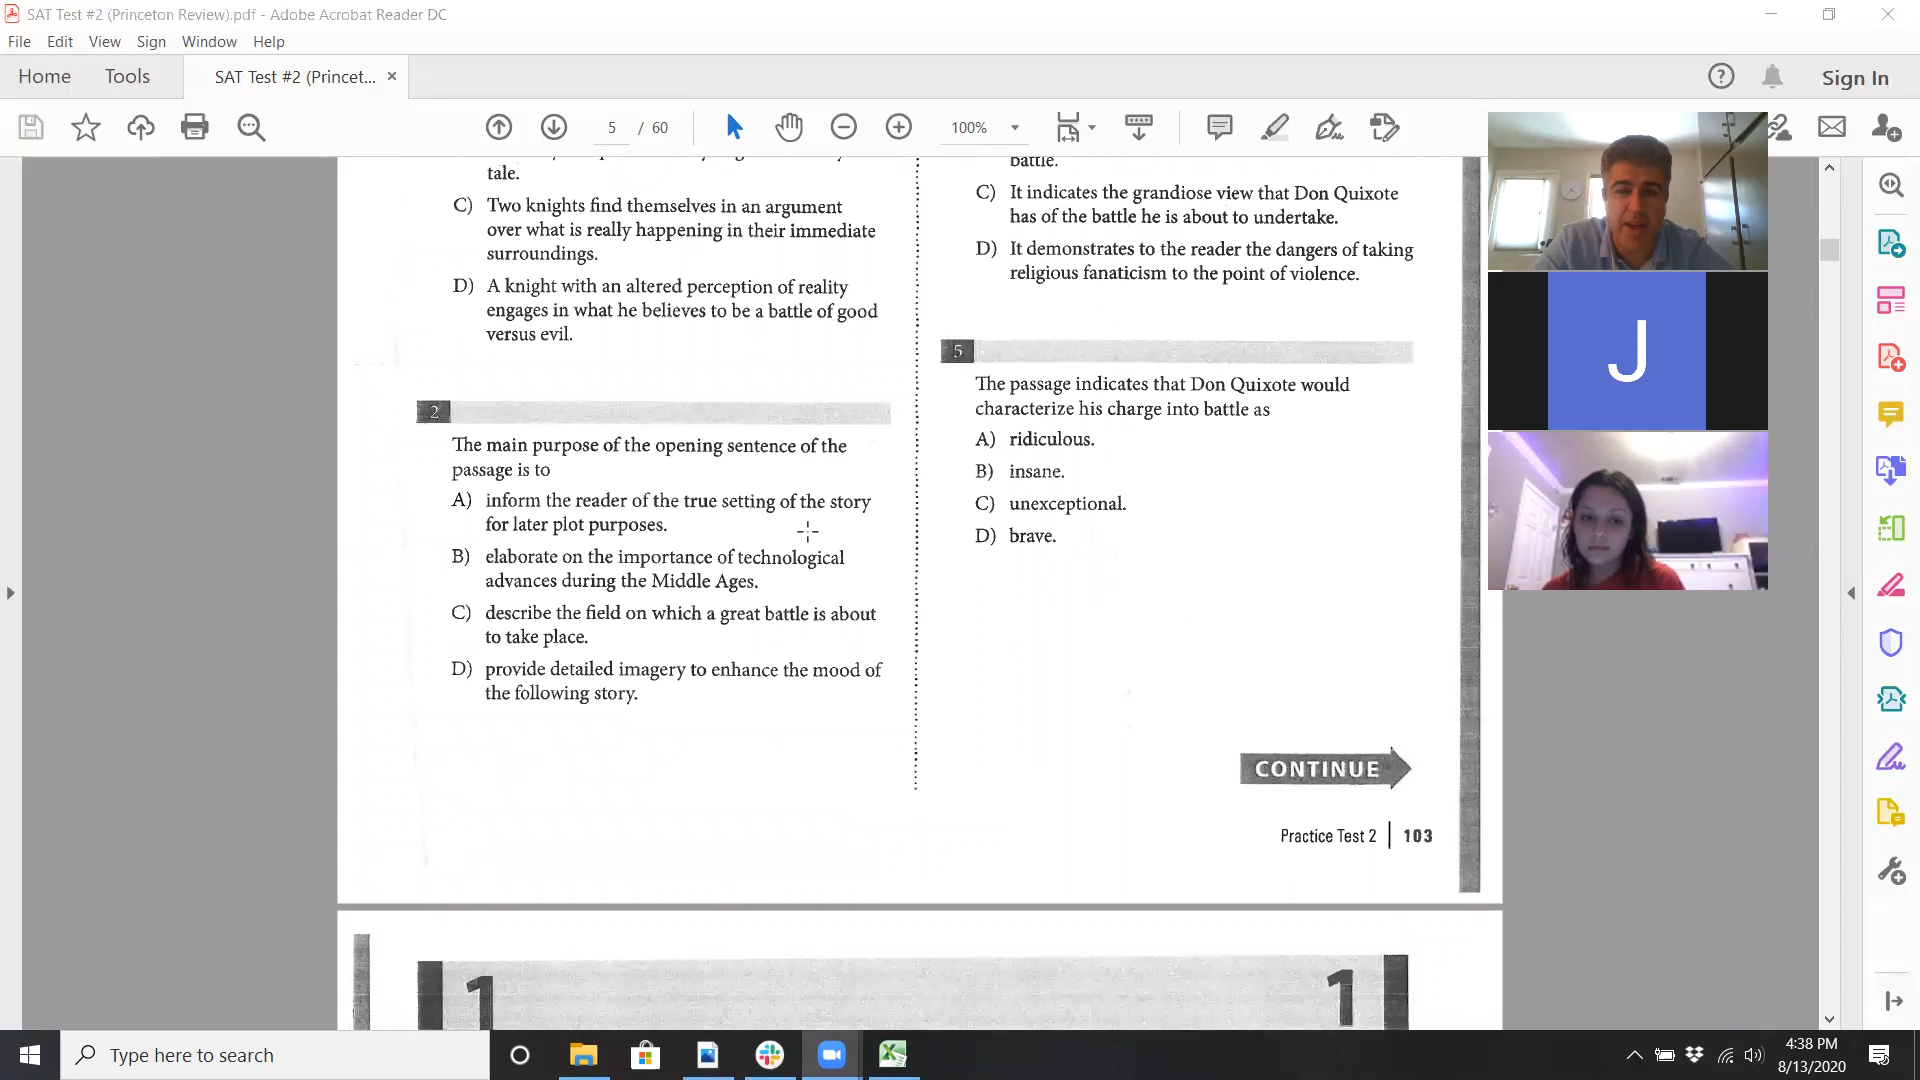 SAT Test #2 (Princeton Review).pdf - Adobe Acrobat Reader DC
File Edit View Sign Window Help
Home Tools SAT Test #2 (Princet... × Sign In
5 / 60 100%
tale.
C) Two knights find themselves in an argument
over what is really happening in their immediate
surroundings.
D) A knight with an altered perception of reality
engages in what he believes to be a battle of good
versus evil.
2
The main purpose of the opening sentence of the
passage is to
A) inform the reader of the true setting of the story
for later plot purposes.
B) elaborate on the importance of technological
advances during the Middle Ages.
C) describe the field on which a great battle is about
to take place.
D) provide detailed imagery to enhance the mood of
the following story.
battle.
C) It indicates the grandiose view that Don Quixote
has of the battle he is about to undertake.
D) It demonstrates to the reader the dangers of taking
religious fanaticism to the point of violence.
5
The passage indicates that Don Quixote would
characterize his charge into battle as
A) ridiculous.
B) insane.
C) unexceptional.
D) brave.
CONTINUE
Practice Test 2 | 103
J
1 1
Type here to search
4:38 PM
8/13/2020